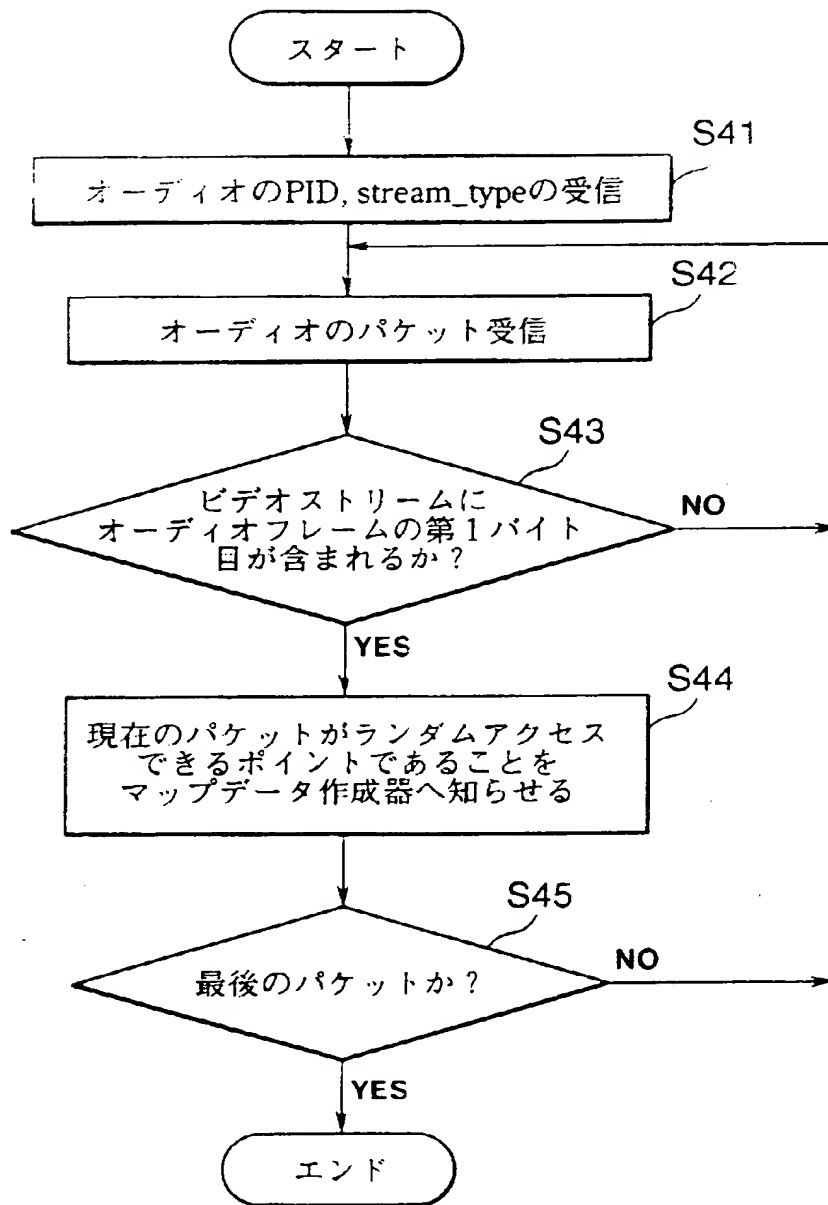 スタート
S41
オーディオのPID, stream_typeの受信
S42
オーディオのパケット受信
S43
ビデオストリームに
オーディオフレームの第1バイト
目が含まれるか?
NO
YES
S44
現在のパケットがランダムアクセス
できるポイントであることを
マップデータ作成器へ知らせる
S45
最後のパケットか?
NO
YES
エンド